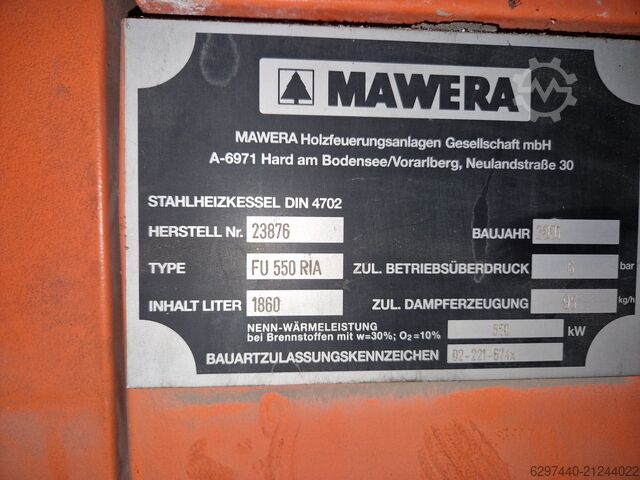 MAWERA
MAWERA Holzfeuerungsanlagen Gesellschaft mbH
A-6971 Hard am Bodensee/Vorarlberg, Neulandstraße 30
STAHLHEIZKESSEL DIN 4702
HERSTELL Nr. 23876 BAUJAHR
TYPE FU 550 RIA ZUL. BETRIEBSÜBERDRUCK 6 bar
INHALT LITER 1860 ZUL. DAMPFERZEUGUNG kg/h
NENN-WÄRMELEISTUNG
bei Brennstoffen mit w=30%; O2=10% 550 kW
BAUARTZULASSUNGSKENNZEICHEN
6297440-21244022